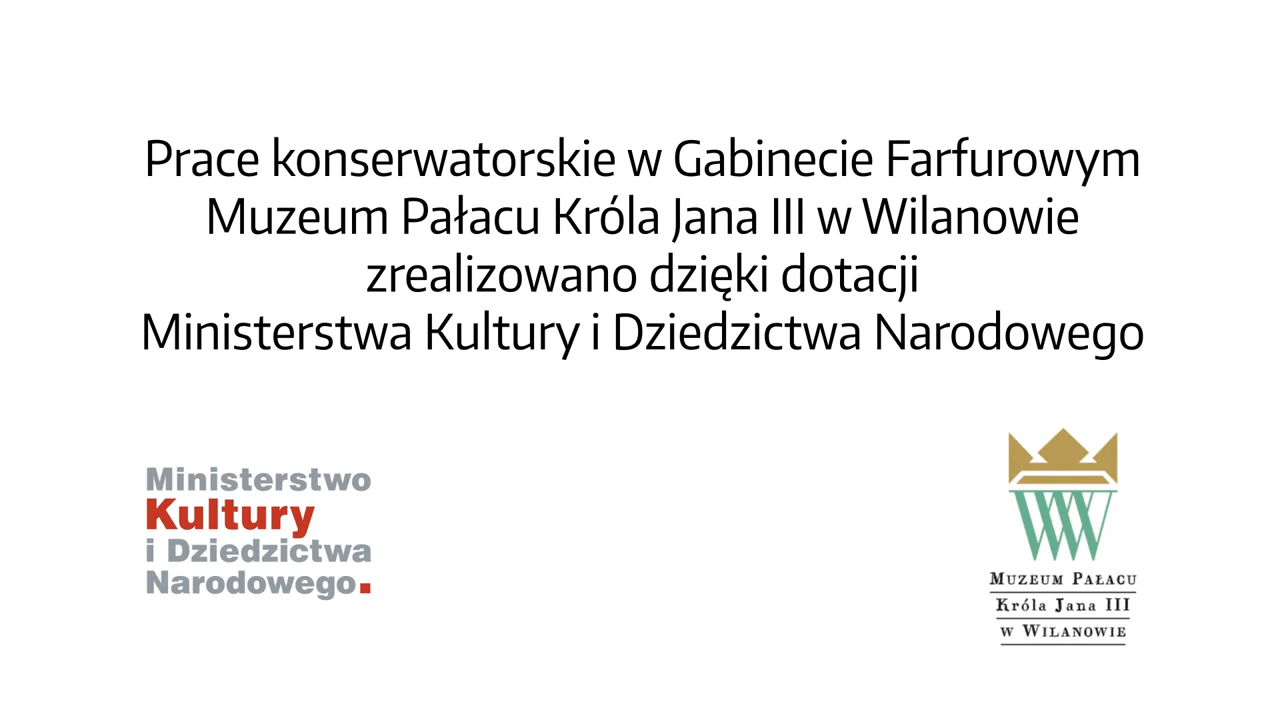 Prace konserwatorskie w Gabinecie Farfurowym
Muzeum Pałacu Króla Jana III w Wilanowie
zrealizowano dzięki dotacji
Ministerstwa Kultury i Dziedzictwa Narodowego
Ministerstwo
Kultury
i Dziedzictwa
Narodowego.
Muzeum Pałacu
Króla Jana III
w Wilanowie